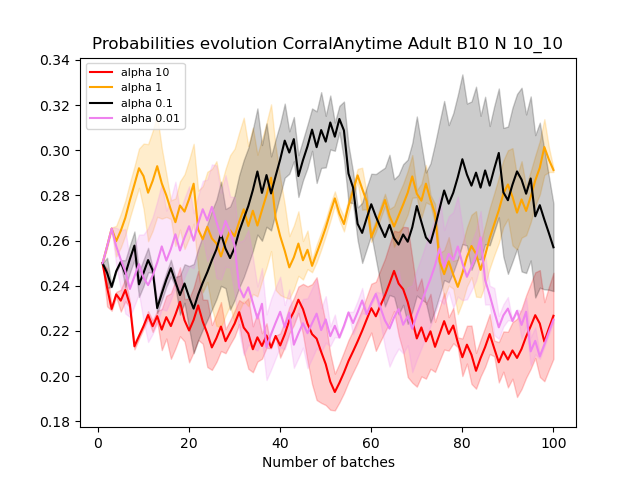 Probabilities evolution CorralAnytime Adult B10 N 10_10
alpha 10
alpha 1
alpha 0.1
alpha 0.01
0.34
0.32
0.30
0.28
0.26
0.24
0.22
0.20
0.18
0 20 40 60 80 100
Number of batches